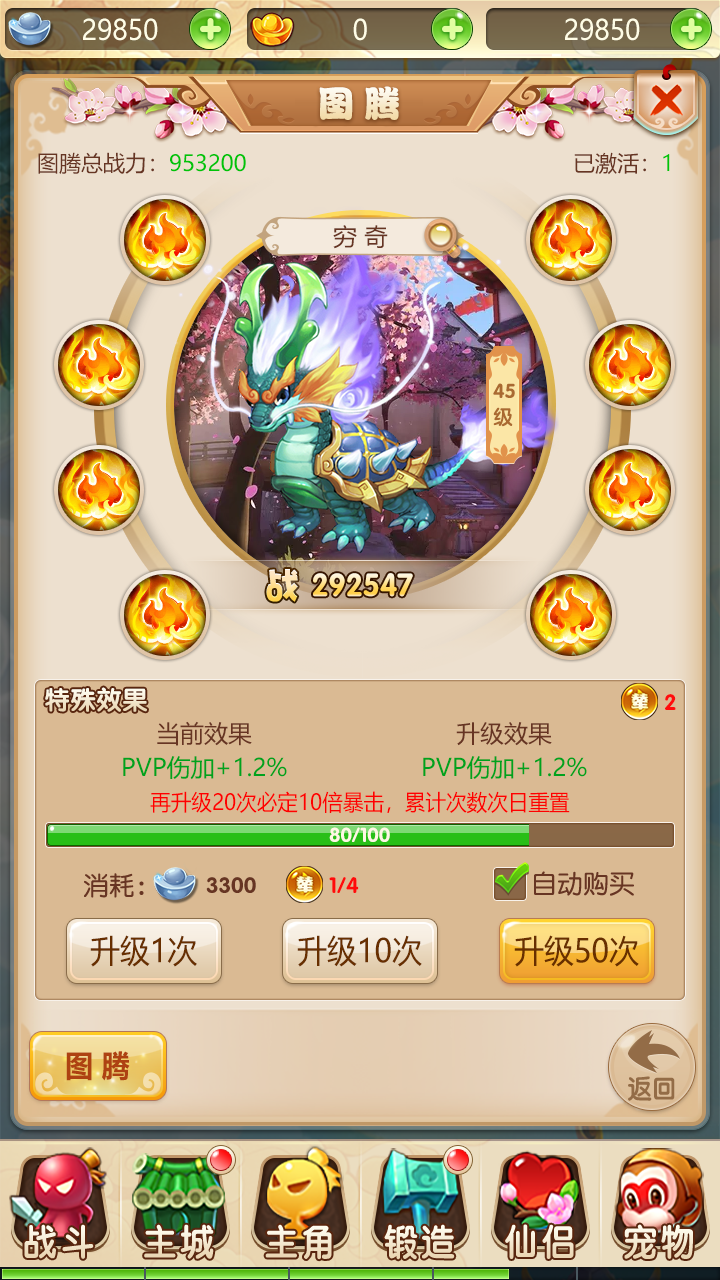 29850 0 29850
图腾
图腾总战力：953200 已激活：1
穷奇
45级
战 292547
特殊效果 2
当前效果 升级效果
PVP伤加+1.2% PVP伤加+1.2%
再升级20次必定10倍暴击，累计次数次日重置
80/100
消耗：3300 1/4 自动购买
升级1次 升级10次 升级50次
图腾 返回
战斗 主城 主角 锻造 仙侣 宠物